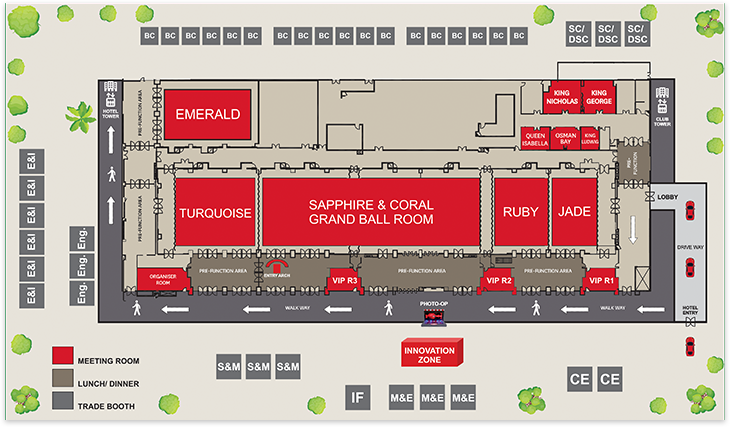 BC BC BC BC BC BC BC BC BC BC BC BC BC BC BC BC BC
SC/
DSC
SC/
DSC
SC/
DSC
HOTEL
TOWER
PRE-FUNCTION AREA
EMERALD
KING
NICHOLAS
KING
GEORGE
QUEEN
ISABELLA
OSMAN
BAY
KING
LUDWIG
CLUB
TOWER
PRE-
FUNCTION
E&I
E&I
E&I
E&I
E&I
E&I
Eng.
Eng.
Eng.
Eng.
PRE-FUNCTION AREA
TURQUOISE
SAPPHIRE & CORAL
GRAND BALL ROOM
RUBY
JADE
LOBBY
DRIVE WAY
HOTEL
ENTRY
ORGANISER
ROOM
PRE-FUNCTION AREA
ENTRY ARCH
VIP R3
PRE-FUNCTION AREA
VIP R2
PRE-FUNCTION AREA
VIP R1
WALK WAY
PHOTO-OP
WALK WAY
INNOVATION
ZONE
MEETING ROOM
LUNCH/ DINNER
TRADE BOOTH
S&M S&M S&M
IF
M&E M&E M&E
CE CE